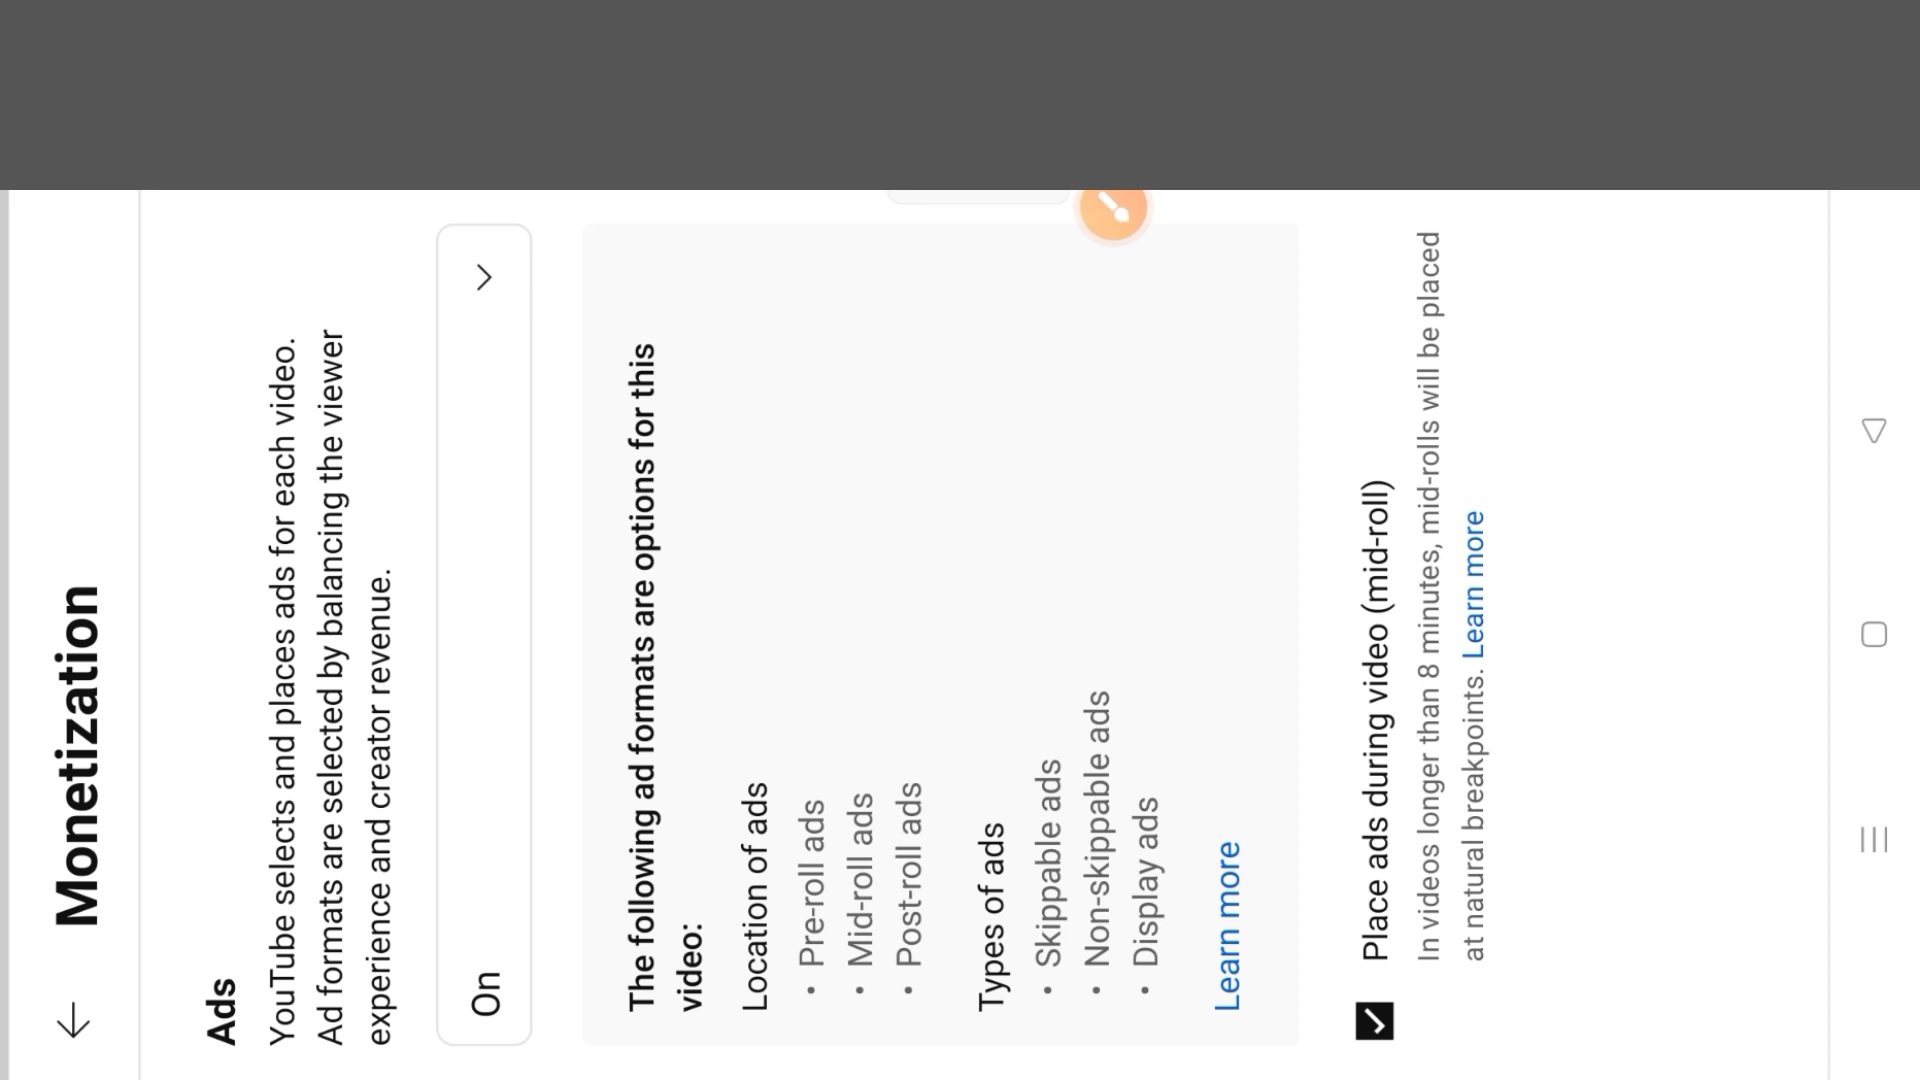 Monetization
Ads
YouTube selects and places ads for each video.
Ad formats are selected by balancing the viewer
experience and creator revenue.
On
The following ad formats are options for this
video:
Location of ads
• Pre-roll ads
• Mid-roll ads
• Post-roll ads
Types of ads
• Skippable ads
• Non-skippable ads
• Display ads
Learn more
Place ads during video (mid-roll)
In videos longer than 8 minutes, mid-rolls will be placed
at natural breakpoints. Learn more